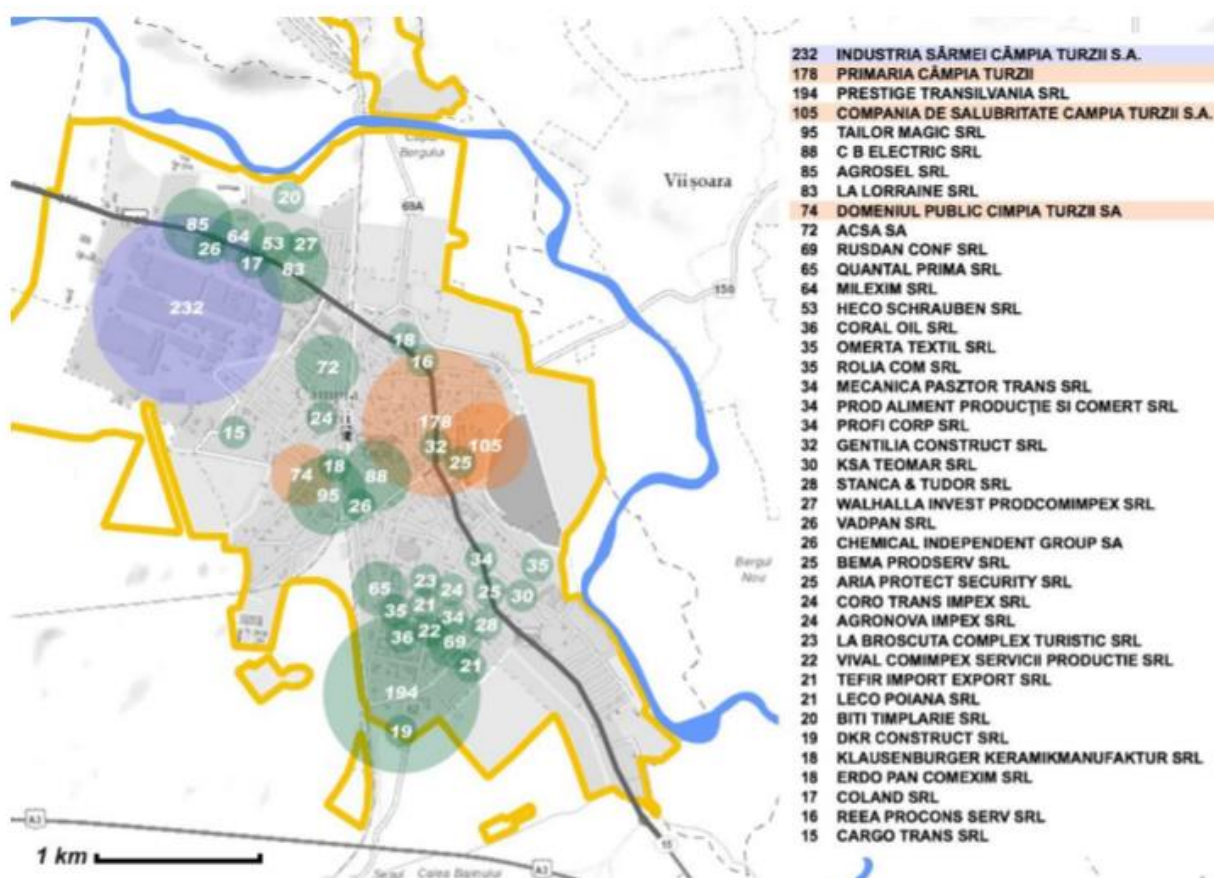 232 INDUSTRIA SÂRMEI CÂMPIA TURZII S.A.
178 PRIMARIA CÂMPIA TURZII
194 PRESTIGE TRANSILVANIA SRL
105 COMPANIA DE SALUBRITATE CAMPIA TURZII S.A.
95 TAILOR MAGIC SRL
88 C B ELECTRIC SRL
85 AGROSEL SRL
83 LA LORRAINE SRL
74 DOMENIUL PUBLIC CIMPIA TURZII SA
72 ACSA SA
69 RUSDAN CONF SRL
65 QUANTAL PRIMA SRL
64 MILEXIM SRL
53 HECO SCHRAUBEN SRL
36 CORAL OIL SRL
35 OMERTA TEXTIL SRL
35 ROLIA COM SRL
34 MECANICA PASZTOR TRANS SRL
34 PROD ALIMENT PRODUCŢIE SI COMERT SRL
34 PROFI CORP SRL
32 GENTILIA CONSTRUCT SRL
30 KSA TEOMAR SRL
28 STANCA & TUDOR SRL
27 WALHALLA INVEST PRODCOMIMPEX SRL
26 VADPAN SRL
26 CHEMICAL INDEPENDENT GROUP SA
25 BEMA PRODSERV SRL
25 ARIA PROTECT SECURITY SRL
24 CORO TRANS IMPEX SRL
24 AGRONOVA IMPEX SRL
23 LA BROSCUTA COMPLEX TURISTIC SRL
22 VIVAL COMIMPEX SERVICII PRODUCTIE SRL
21 TEFIR IMPORT EXPORT SRL
21 LECO POIANA SRL
20 BITI TIMPLARIE SRL
19 DKR CONSTRUCT SRL
18 KLAUSENBURGER KERAMIKMANUFAKTUR SRL
18 ERDO PAN COMEXIM SRL
17 COLAND SRL
16 REEA PROCONS SERV SRL
15 CARGO TRANS SRL
Bergului
Viişoara
69A
150
20
85
64
53
27
26
17
83
232
18
16
72
24
178
15
32
105
25
18
74
88
95
26
34
35
65
23
24
25
30
35
21
34
28
36
22
69
21
194
19
Bergul
Nou
A3
1 km
15
A3
Calea Bainului